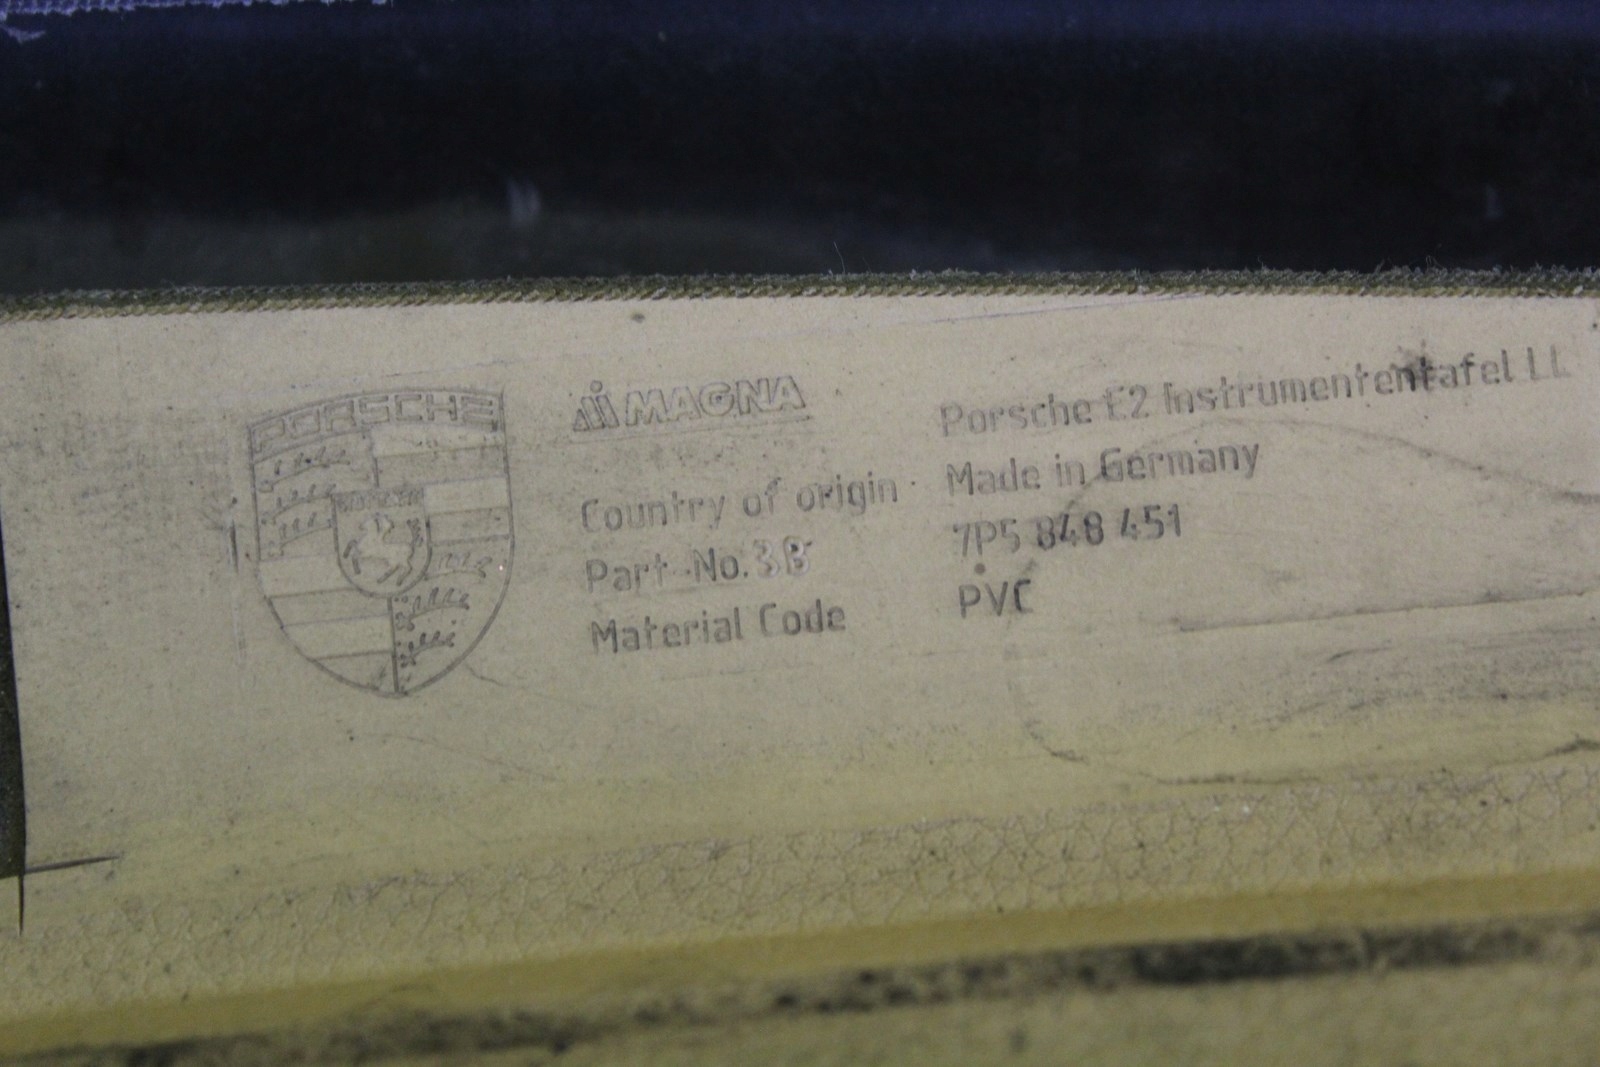 PORSCHE
MAGNA
Porsche E2 Instrumententafel LL
Country of origin Made in Germany
Part-No. 3B 7P5 848 451
Material Code PVC